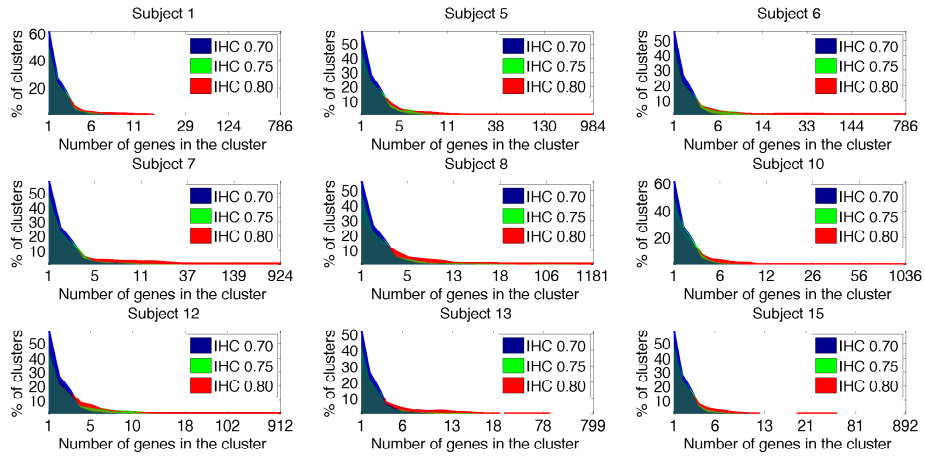 Subject 1
60
40
20
% of clusters
IHC 0.70
IHC 0.75
IHC 0.80
1 6 11 29 124 786
Number of genes in the cluster
Subject 5
50
40
30
20
10
% of clusters
IHC 0.70
IHC 0.75
IHC 0.80
1 5 11 38 130 984
Number of genes in the cluster
Subject 6
50
40
30
20
10
% of clusters
IHC 0.70
IHC 0.75
IHC 0.80
1 6 14 33 144 786
Number of genes in the cluster
Subject 7
50
40
30
20
10
% of clusters
IHC 0.70
IHC 0.75
IHC 0.80
1 5 11 37 139 924
Number of genes in the cluster
Subject 8
50
40
30
20
10
% of clusters
IHC 0.70
IHC 0.75
IHC 0.80
1 5 13 18 106 1181
Number of genes in the cluster
Subject 10
60
40
20
% of clusters
IHC 0.70
IHC 0.75
IHC 0.80
1 6 12 26 56 1036
Number of genes in the cluster
Subject 12
50
40
30
20
10
% of clusters
IHC 0.70
IHC 0.75
IHC 0.80
1 5 10 18 102 912
Number of genes in the cluster
Subject 13
50
40
30
20
10
% of clusters
IHC 0.70
IHC 0.75
IHC 0.80
1 6 13 18 78 799
Number of genes in the cluster
Subject 15
50
40
30
20
10
% of clusters
IHC 0.70
IHC 0.75
IHC 0.80
1 6 13 21 81 892
Number of genes in the cluster